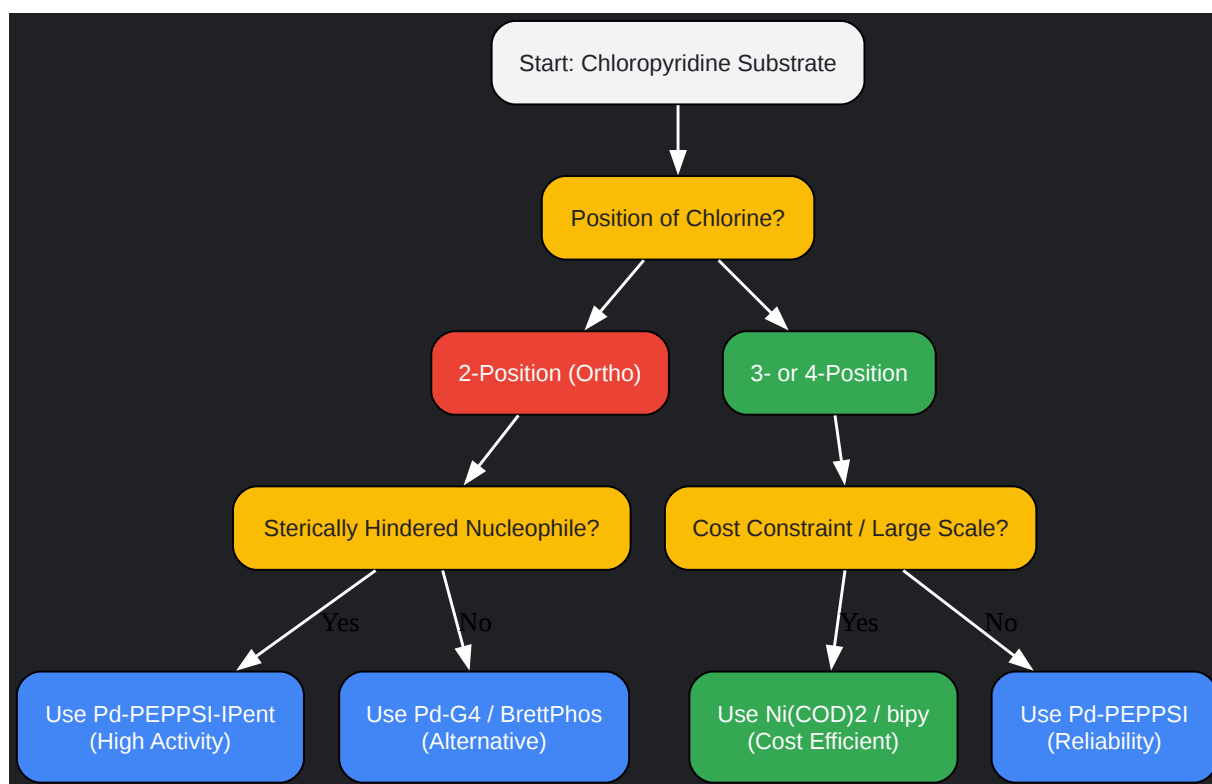 Start: Chloropyridine Substrate
Position of Chlorine?
2-Position (Ortho)
3- or 4-Position
Sterically Hindered Nucleophile?
Cost Constraint / Large Scale?
Yes
No
Yes
No
Use Pd-PEPPSI-IPent
(High Activity)
Use Pd-G4 / BrettPhos
(Alternative)
Use Ni(COD)2 / bipy
(Cost Efficient)
Use Pd-PEPPSI
(Reliability)